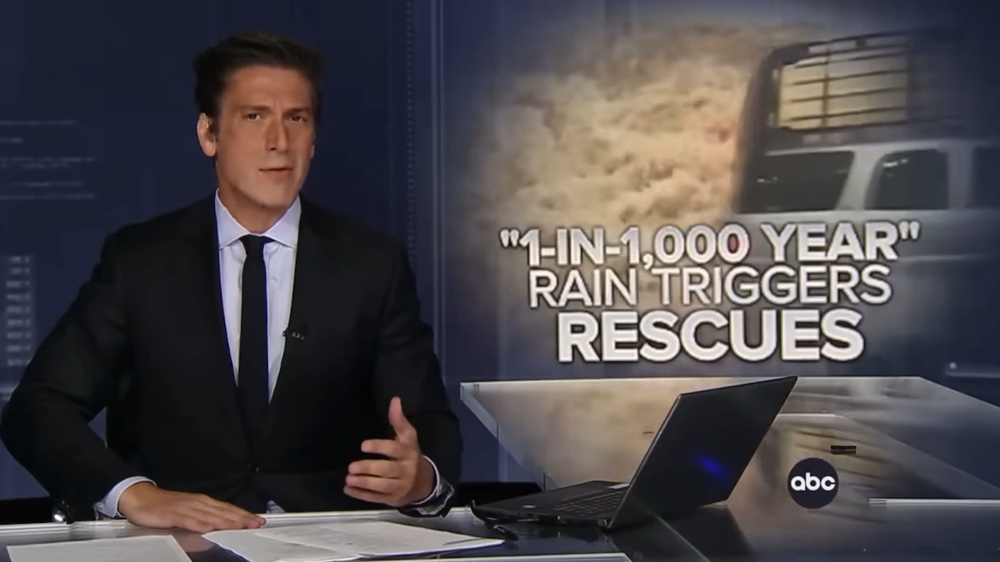 "1-IN-1,000 YEAR"
RAIN TRIGGERS
RESCUES
abc